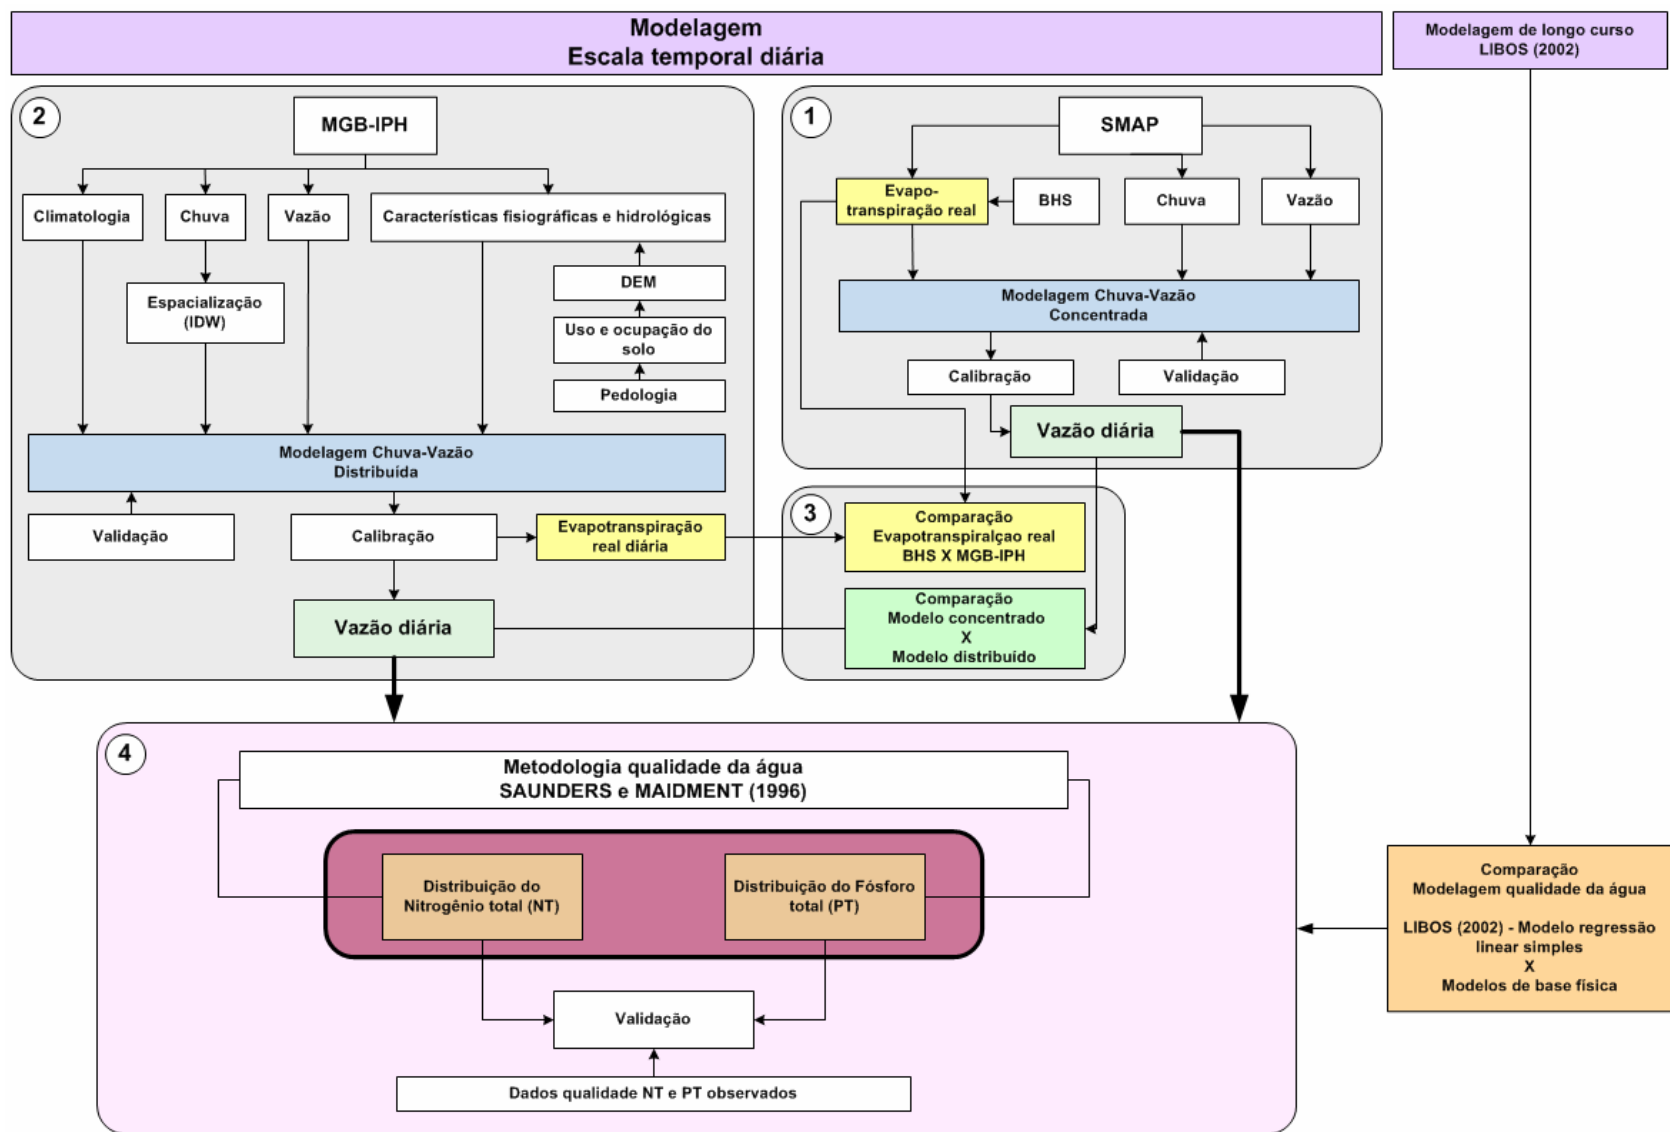 Modelagem
Escala temporal diária
Modelagem de longo curso
LIBOS (2002)
2
MGB-IPH
Climatologia
Chuva
Vazão
Características fisiográficas e hidrológicas
Espacialização
(IDW)
DEM
Uso e ocupação do
solo
Pedologia
Modelagem Chuva-Vazão
Distribuída
Validação
Calibração
Evapotranspiração
real diária
Vazão diária
1
SMAP
Evapo-
transpiração real
BHS
Chuva
Vazão
Modelagem Chuva-Vazão
Concentrada
Calibração
Validação
Vazão diária
3
Comparação
Evapotranspiralçao real
BHS X MGB-IPH
Comparação
Modelo concentrado
X
Modelo distribuído
4
Metodologia qualidade da água
SAUNDERS e MAIDMENT (1996)
Distribuição do
Nitrogênio total (NT)
Distribuição do Fósforo
total (PT)
Validação
Dados qualidade NT e PT observados
Comparação
Modelagem qualidade da água
LIBOS (2002) - Modelo regressão
linear simples
X
Modelos de base física